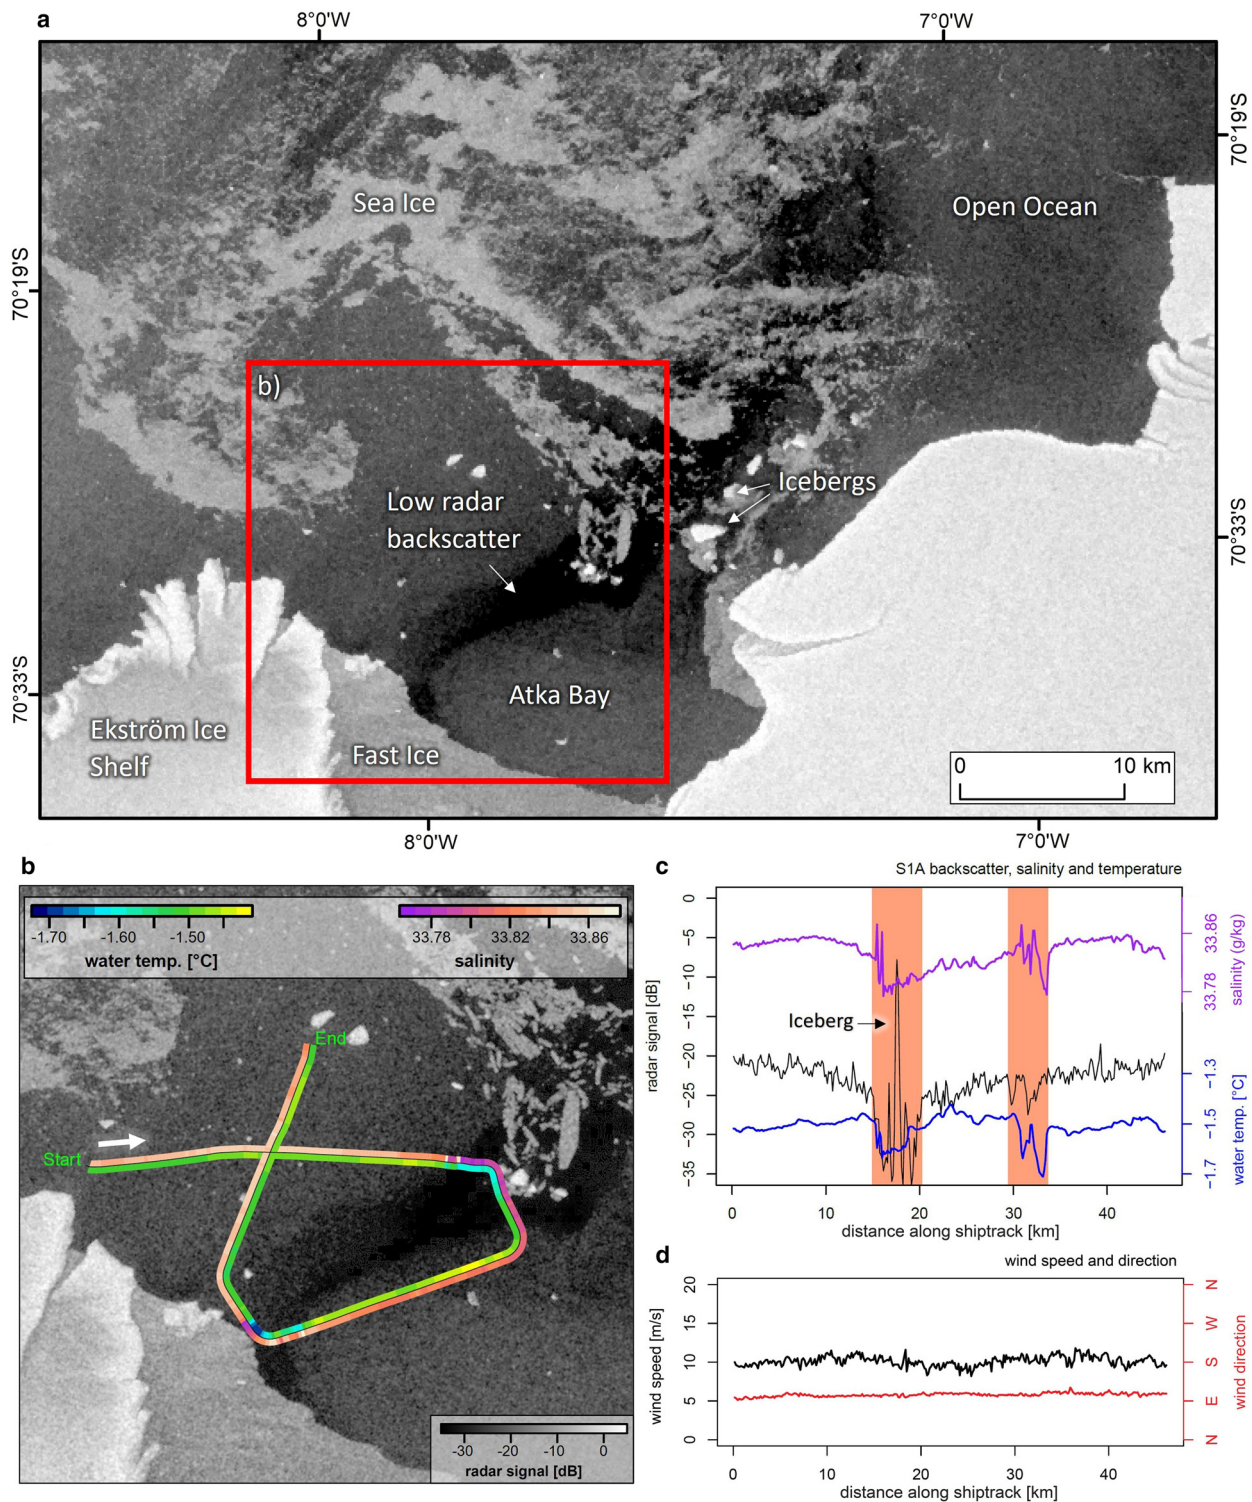 a
8°0'W
7°0'W
70°19'S
70°19'S
Sea Ice
Open Ocean
b)
Low radar
backscatter
Icebergs
70°33'S
70°33'S
Atka Bay
Ekström Ice
Shelf
Fast Ice
0 10 km
8°0'W
7°0'W
b
-1.70 -1.60 -1.50
water temp. [°C]
33.78 33.82 33.86
salinity
End
Start
-30 -20 -10 0
radar signal [dB]
c
S1A backscatter, salinity and temperature
0
−5
−10
−15
−20
−25
−30
−35
radar signal [dB]
Iceberg
33.86
33.78
salinity (g/kg)
−1.3
−1.5
−1.7
water temp. [°C]
0 10 20 30 40
distance along shiptrack [km]
d
wind speed and direction
20
15
10
5
0
wind speed [m/s]
N
W
S
E
N
wind direction
0 10 20 30 40
distance along shiptrack [km]